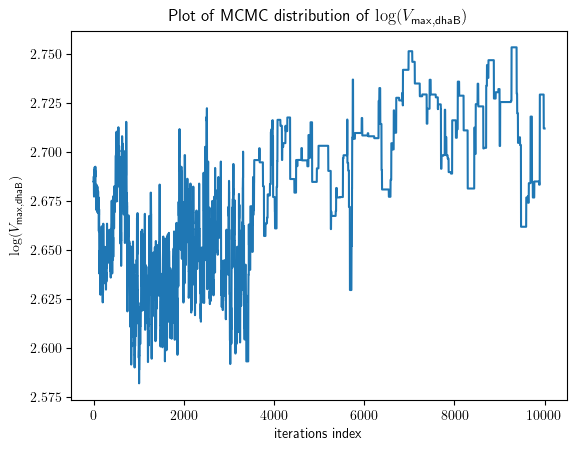 Plot of MCMC distribution of log(V_max,dhaB)
log(V_max,dhaB)
2.750
2.725
2.700
2.675
2.650
2.625
2.600
2.575
0 2000 4000 6000 8000 10000
iterations index